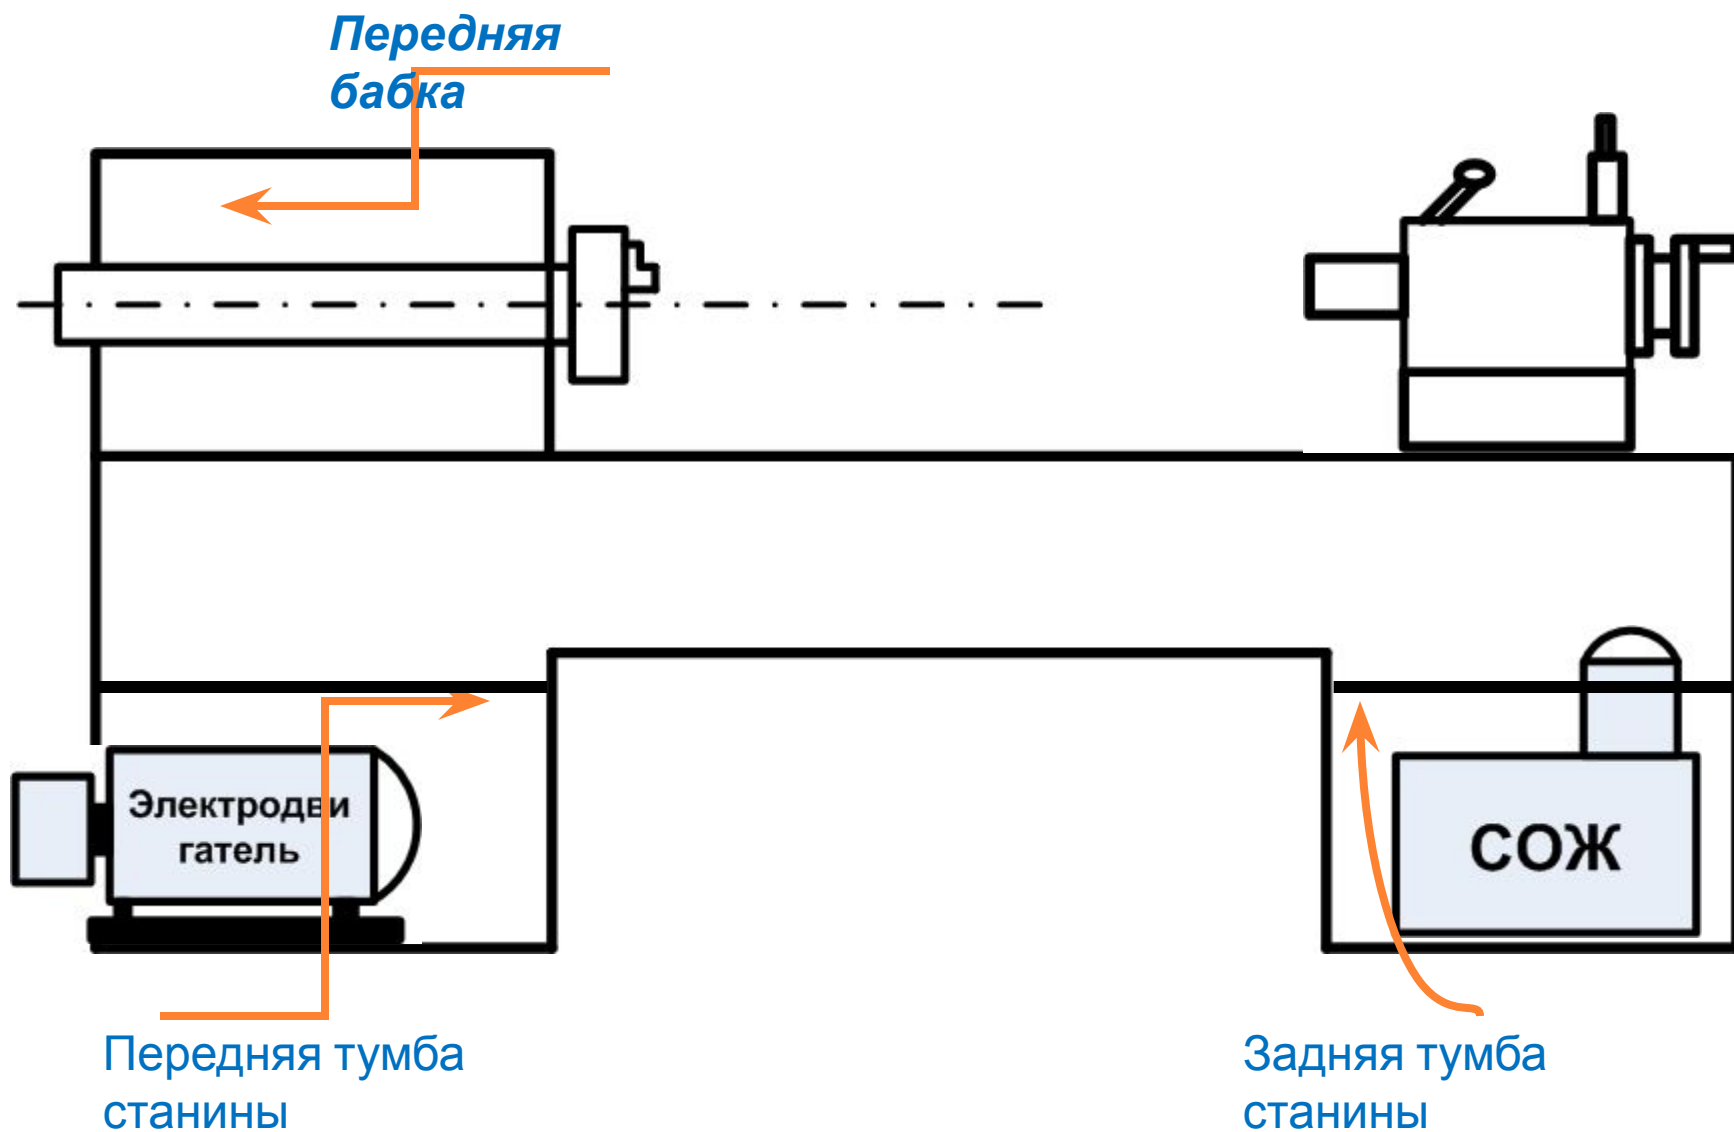 Передняя
бабка
Электродви
гатель
СОЖ
Передняя тумба
станины
Задняя тумба
станины